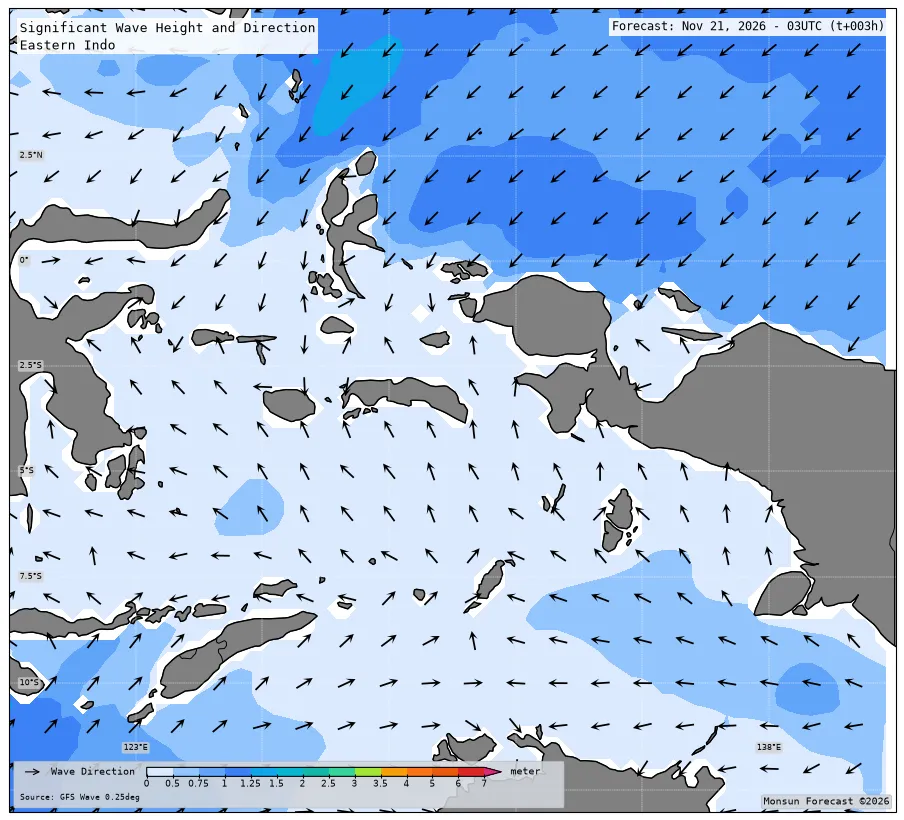 Significant Wave Height and Direction
Eastern Indo
Forecast: Nov 21, 2026 - 03UTC (t+003h)
2.5°N
0°
2.5°S
5°S
7.5°S
10°S
123°E
138°E
Wave Direction
meter
0 0.5 0.75 1 1.25 1.5 2 2.5 3 3.5 4 5 6 7
Source: GFS Wave 0.25deg
Monsun Forecast ©2026